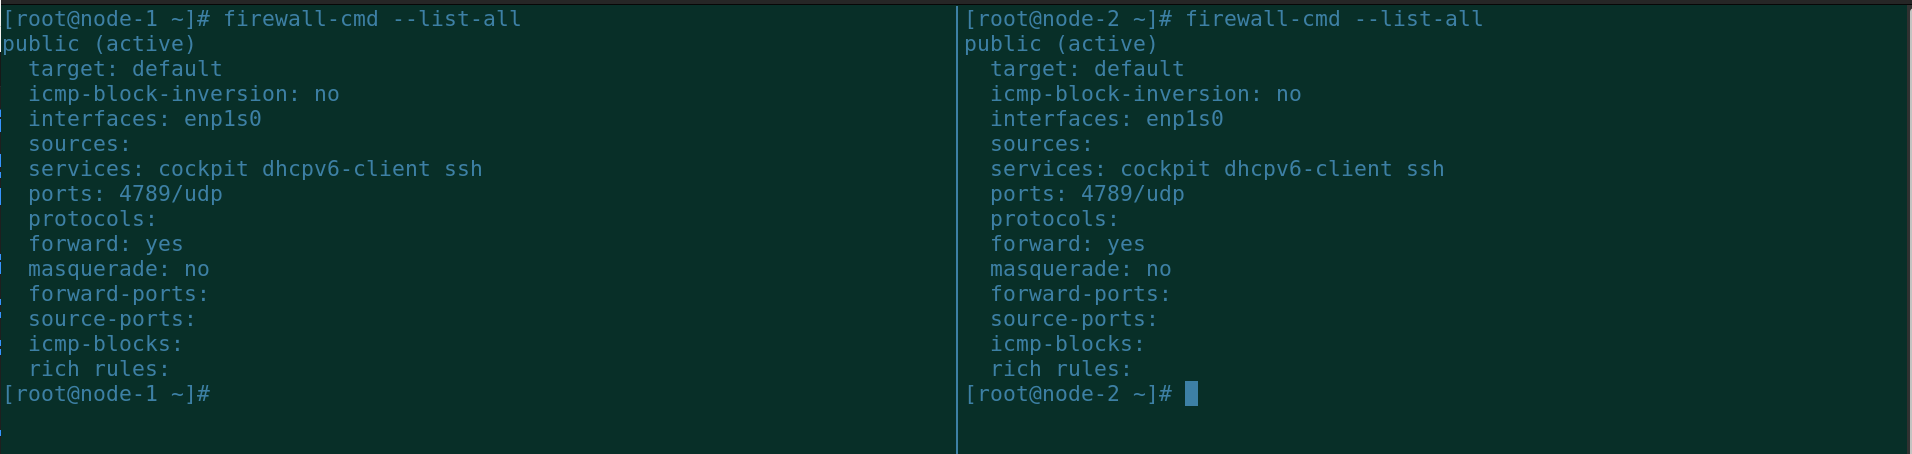 [root@node-1 ~]# firewall-cmd --list-all
public (active)
  target: default
  icmp-block-inversion: no
  interfaces: enp1s0
  sources:
  services: cockpit dhcpv6-client ssh
  ports: 4789/udp
  protocols:
  forward: yes
  masquerade: no
  forward-ports:
  source-ports:
  icmp-blocks:
  rich rules:
[root@node-1 ~]#
[root@node-2 ~]# firewall-cmd --list-all
public (active)
  target: default
  icmp-block-inversion: no
  interfaces: enp1s0
  sources:
  services: cockpit dhcpv6-client ssh
  ports: 4789/udp
  protocols:
  forward: yes
  masquerade: no
  forward-ports:
  source-ports:
  icmp-blocks:
  rich rules:
[root@node-2 ~]#